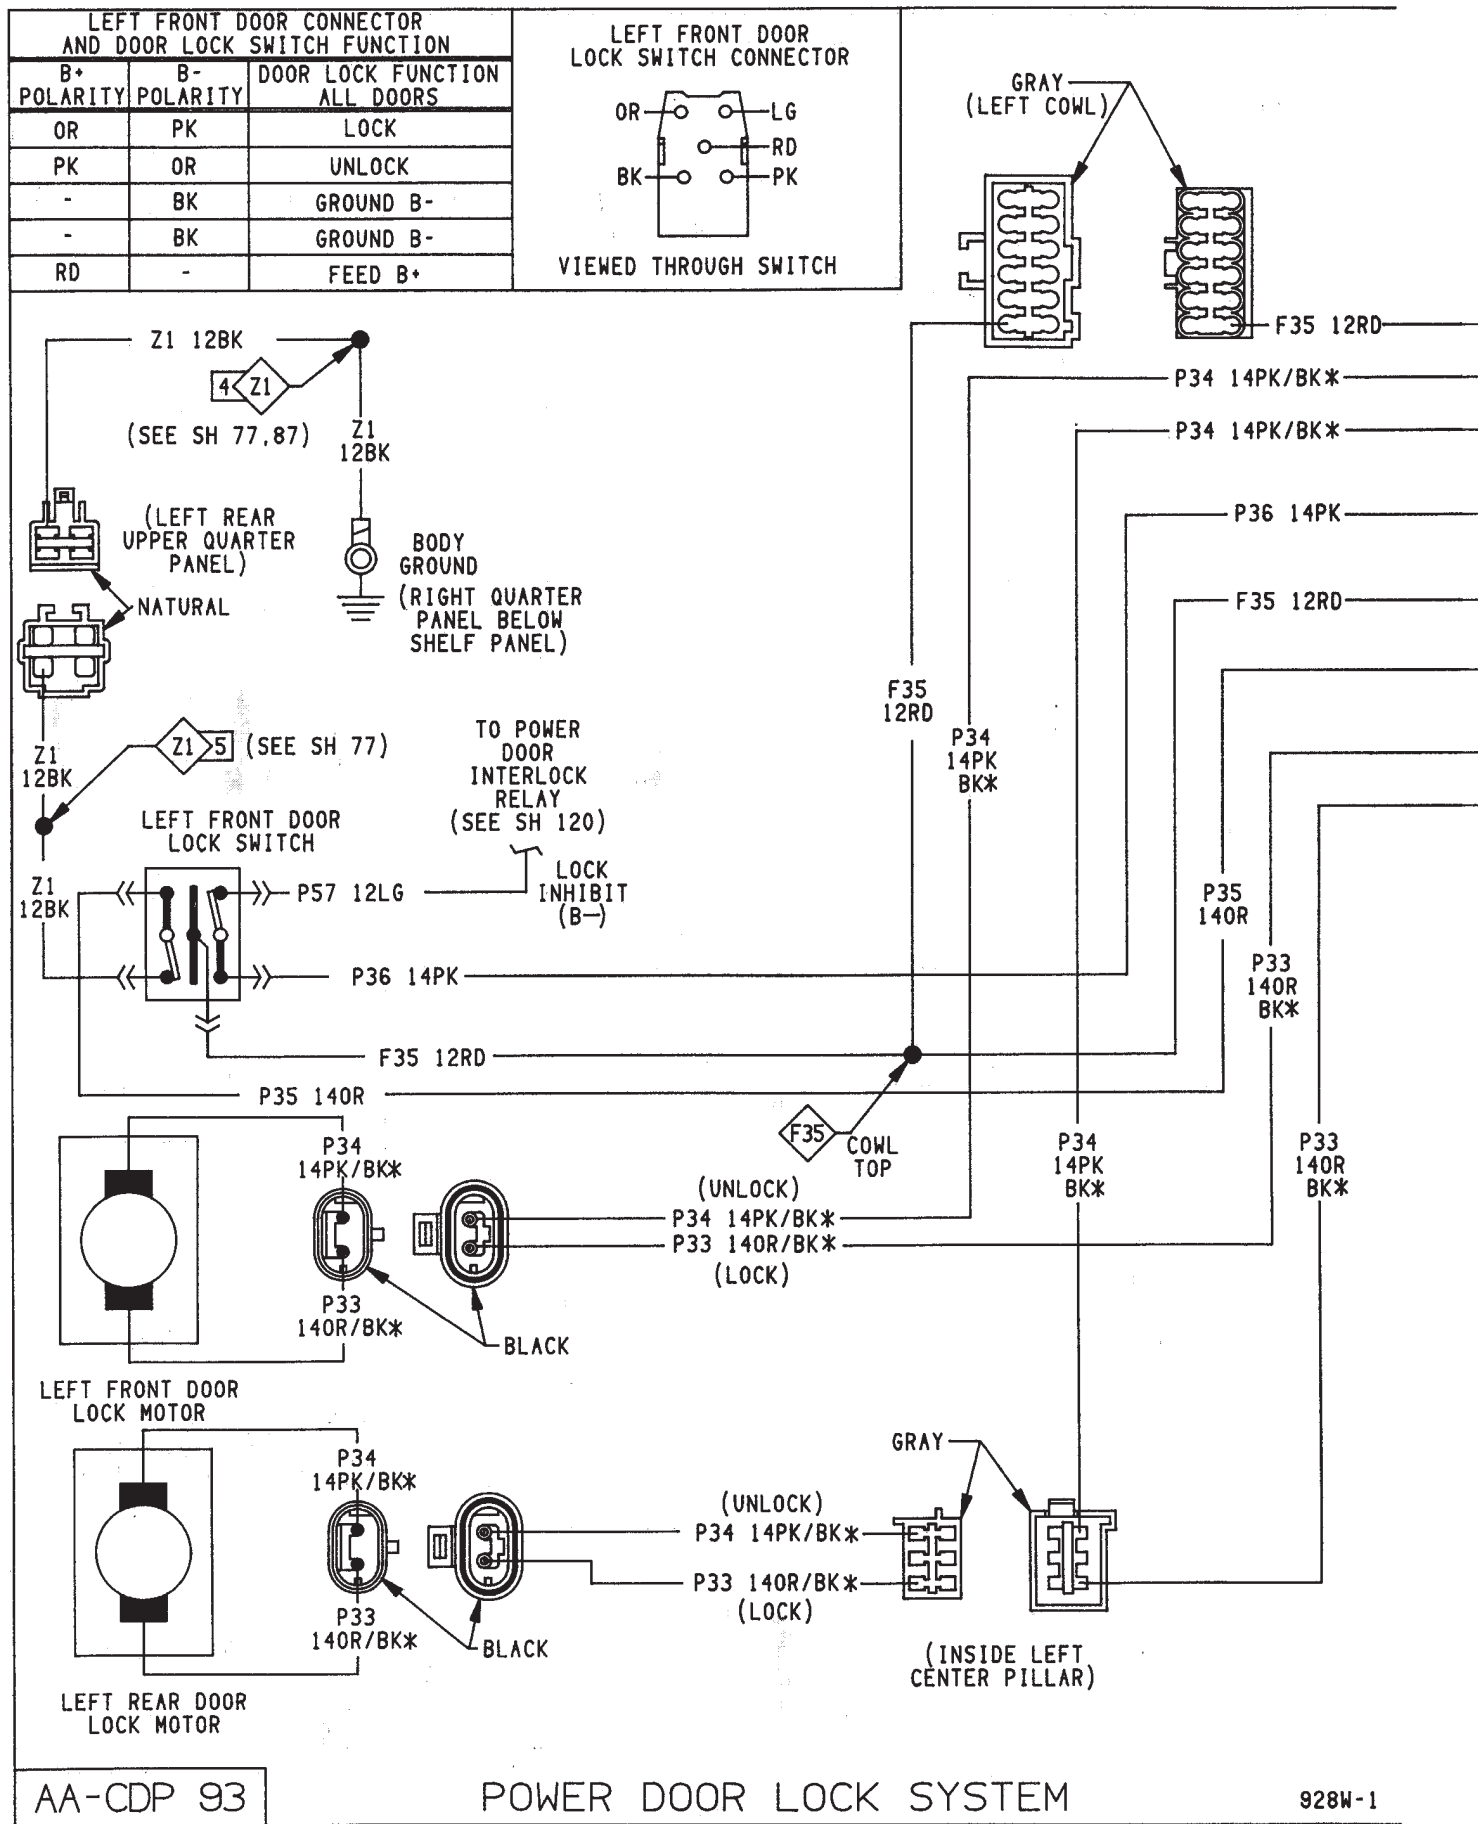 LEFT FRONT DOOR CONNECTOR
AND DOOR LOCK SWITCH FUNCTION
B+
POLARITY
B-
POLARITY
DOOR LOCK FUNCTION
ALL DOORS
OR PK LOCK
PK OR UNLOCK
- BK GROUND B-
- BK GROUND B-
RD - FEED B+
LEFT FRONT DOOR
LOCK SWITCH CONNECTOR
OR LG
RD
BK PK
VIEWED THROUGH SWITCH
GRAY
(LEFT COWL)
F35 12RD
P34 14PK/BK*
P34 14PK/BK*
P36 14PK
F35 12RD
Z1 12BK
4 Z1
(SEE SH 77,87)
Z1
12BK
(LEFT REAR
UPPER QUARTER
PANEL)
NATURAL
BODY
GROUND
(RIGHT QUARTER
PANEL BELOW
SHELF PANEL)
F35
12RD
P34
14PK
BK*
Z1
12BK
Z1 5 (SEE SH 77)
TO POWER
DOOR
INTERLOCK
RELAY
(SEE SH 120)
LEFT FRONT DOOR
LOCK SWITCH
LOCK
INHIBIT
(B-)
Z1
12BK
P57 12LG
P35
14OR
P36 14PK
P33
14OR
BK*
F35 12RD
P35 14OR
F35
COWL
TOP
P34
14PK
BK*
P33
14OR
BK*
P34
14PK/BK*
(UNLOCK)
P34 14PK/BK*
P33 14OR/BK*
(LOCK)
P33
14OR/BK*
BLACK
LEFT FRONT DOOR
LOCK MOTOR
P34
14PK/BK*
GRAY
(UNLOCK)
P34 14PK/BK*
P33 14OR/BK*
(LOCK)
P33
14OR/BK*
BLACK
(INSIDE LEFT
CENTER PILLAR)
LEFT REAR DOOR
LOCK MOTOR
AA-CDP 93
POWER DOOR LOCK SYSTEM
928W-1